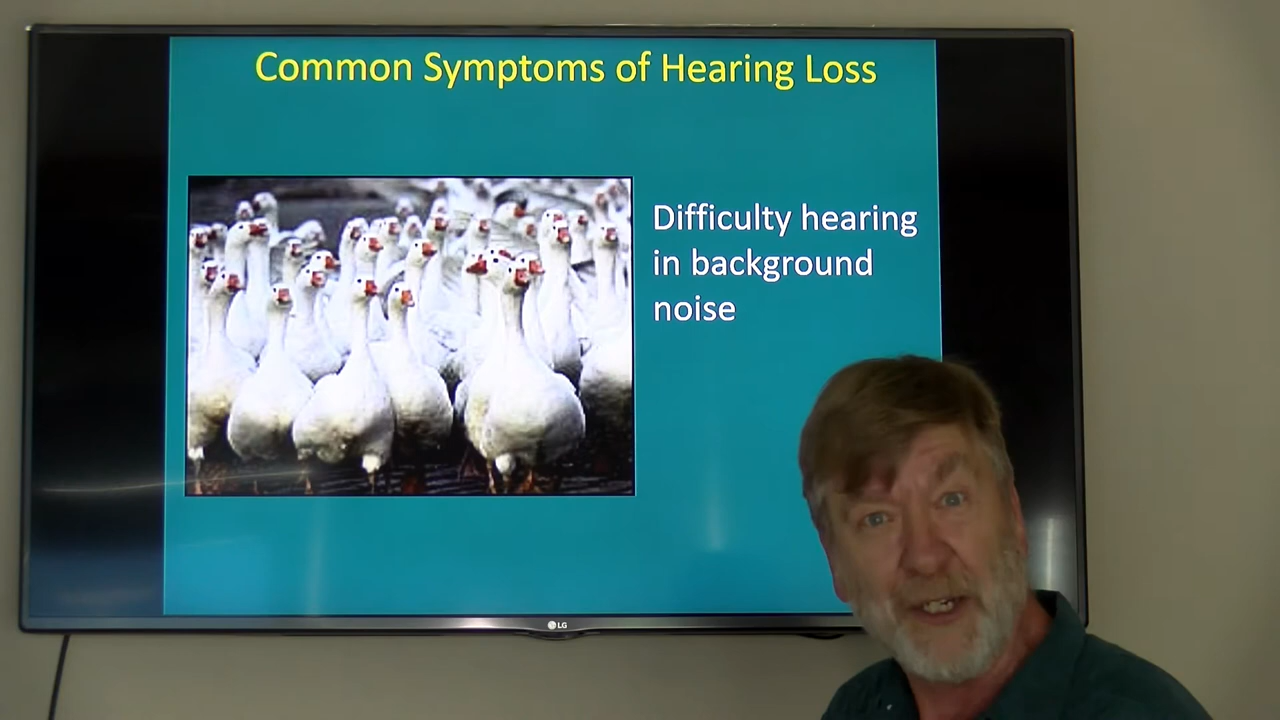 Common Symptoms of Hearing Loss
Difficulty hearing
in background
noise
LG